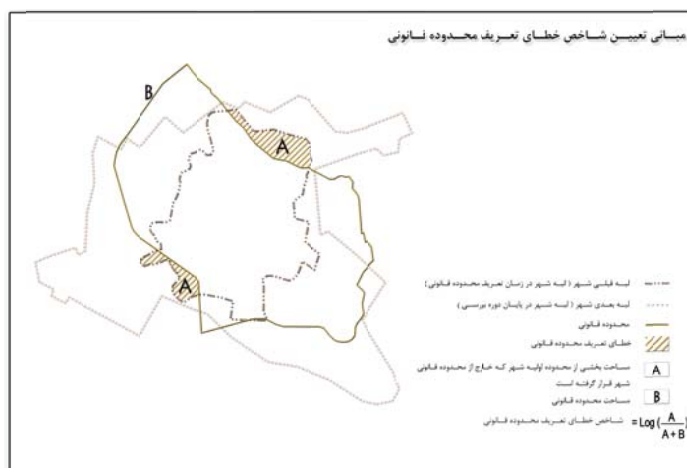 مبانی تعیین شاخص خطای تعریف محدوده قانونی
B
A
A
لبه قبلی شهر ( لبه شهر در زمان تعریف محدوده قانونی)
لبه بعدی شهر ( لبه شهر در پایان دوره بررسی )
محدوده قانونی
خطای تعریف محدوده قانونی
A مساحت بخشی از محدوده اولیه شهر که خارج از محدوده قانونی
شهر قرار گرفته است
B مساحت محدوده قانونی
شاخص خطای تعریف محدوده قانونی =Log(A/A+B)